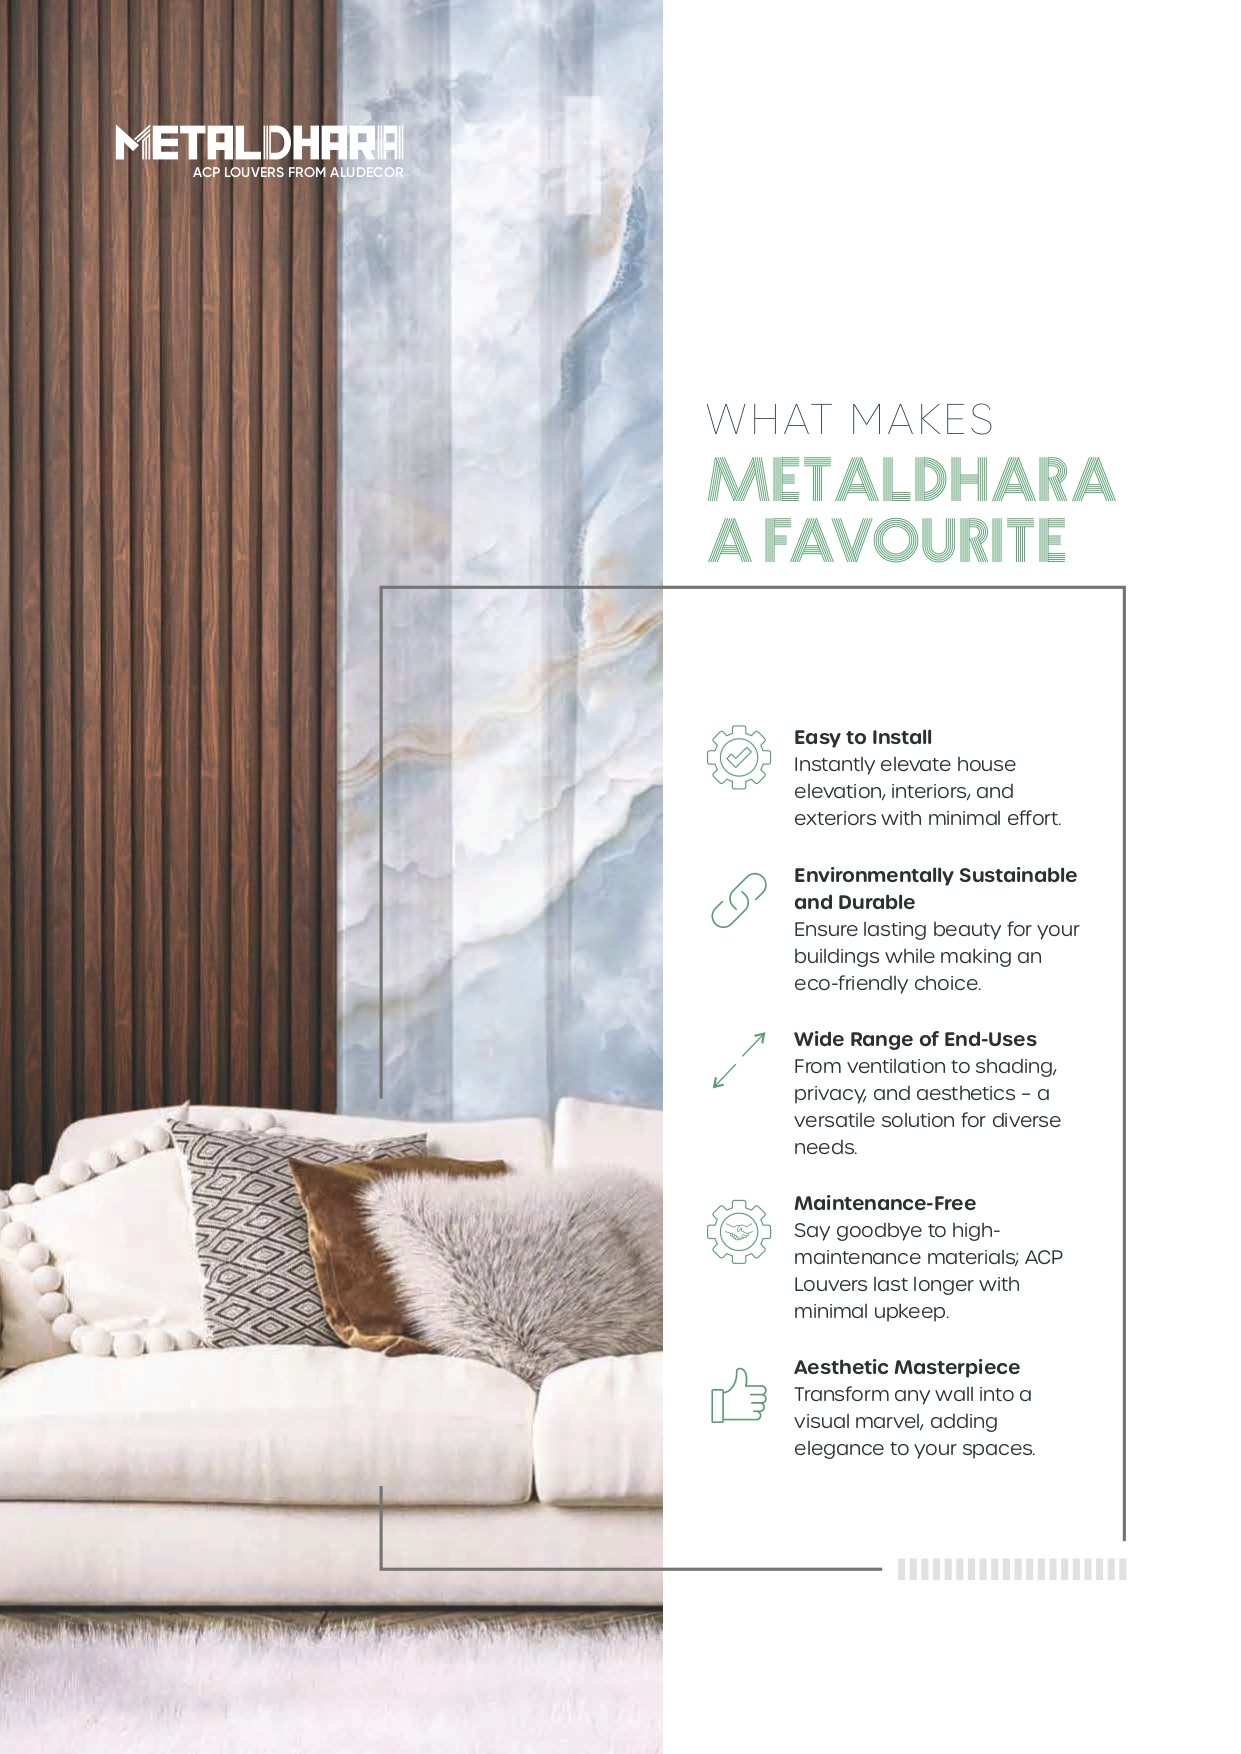 METALDHARA
ACP LOUVERS FROM ALUDECOR
WHAT MAKES
METALDHARA
A FAVOURITE
Easy to Install
Instantly elevate house
elevation, interiors, and
exteriors with minimal effort.
Environmentally Sustainable
and Durable
Ensure lasting beauty for your
buildings while making an
eco-friendly choice.
Wide Range of End-Uses
From ventilation to shading,
privacy, and aesthetics – a
versatile solution for diverse
needs.
Maintenance-Free
Say goodbye to high-
maintenance materials; ACP
Louvers last longer with
minimal upkeep.
Aesthetic Masterpiece
Transform any wall into a
visual marvel, adding
elegance to your spaces.